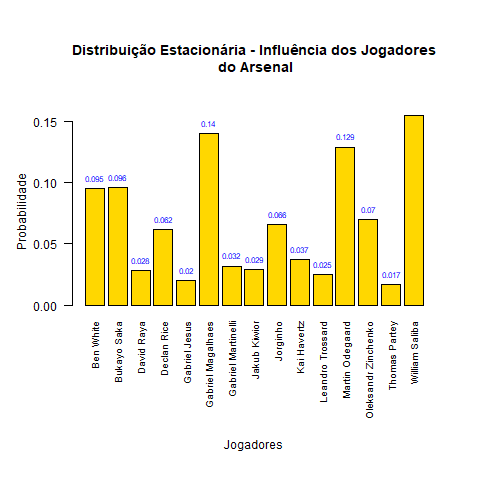 Distribuição Estacionária - Influência dos Jogadores
do Arsenal
Probabilidade
0.15
0.10
0.05
0.00
0.095
0.096
0.028
0.062
0.02
0.14
0.032
0.029
0.066
0.037
0.025
0.129
0.07
0.017
Ben White
Bukayo Saka
David Raya
Declan Rice
Gabriel Jesus
Gabriel Magalhaes
Gabriel Martinelli
Jakub Kiwior
Jorginho
Kai Havertz
Leandro Trossard
Martin Odegaard
Oleksandr Zinchenko
Thomas Partey
William Saliba
Jogadores